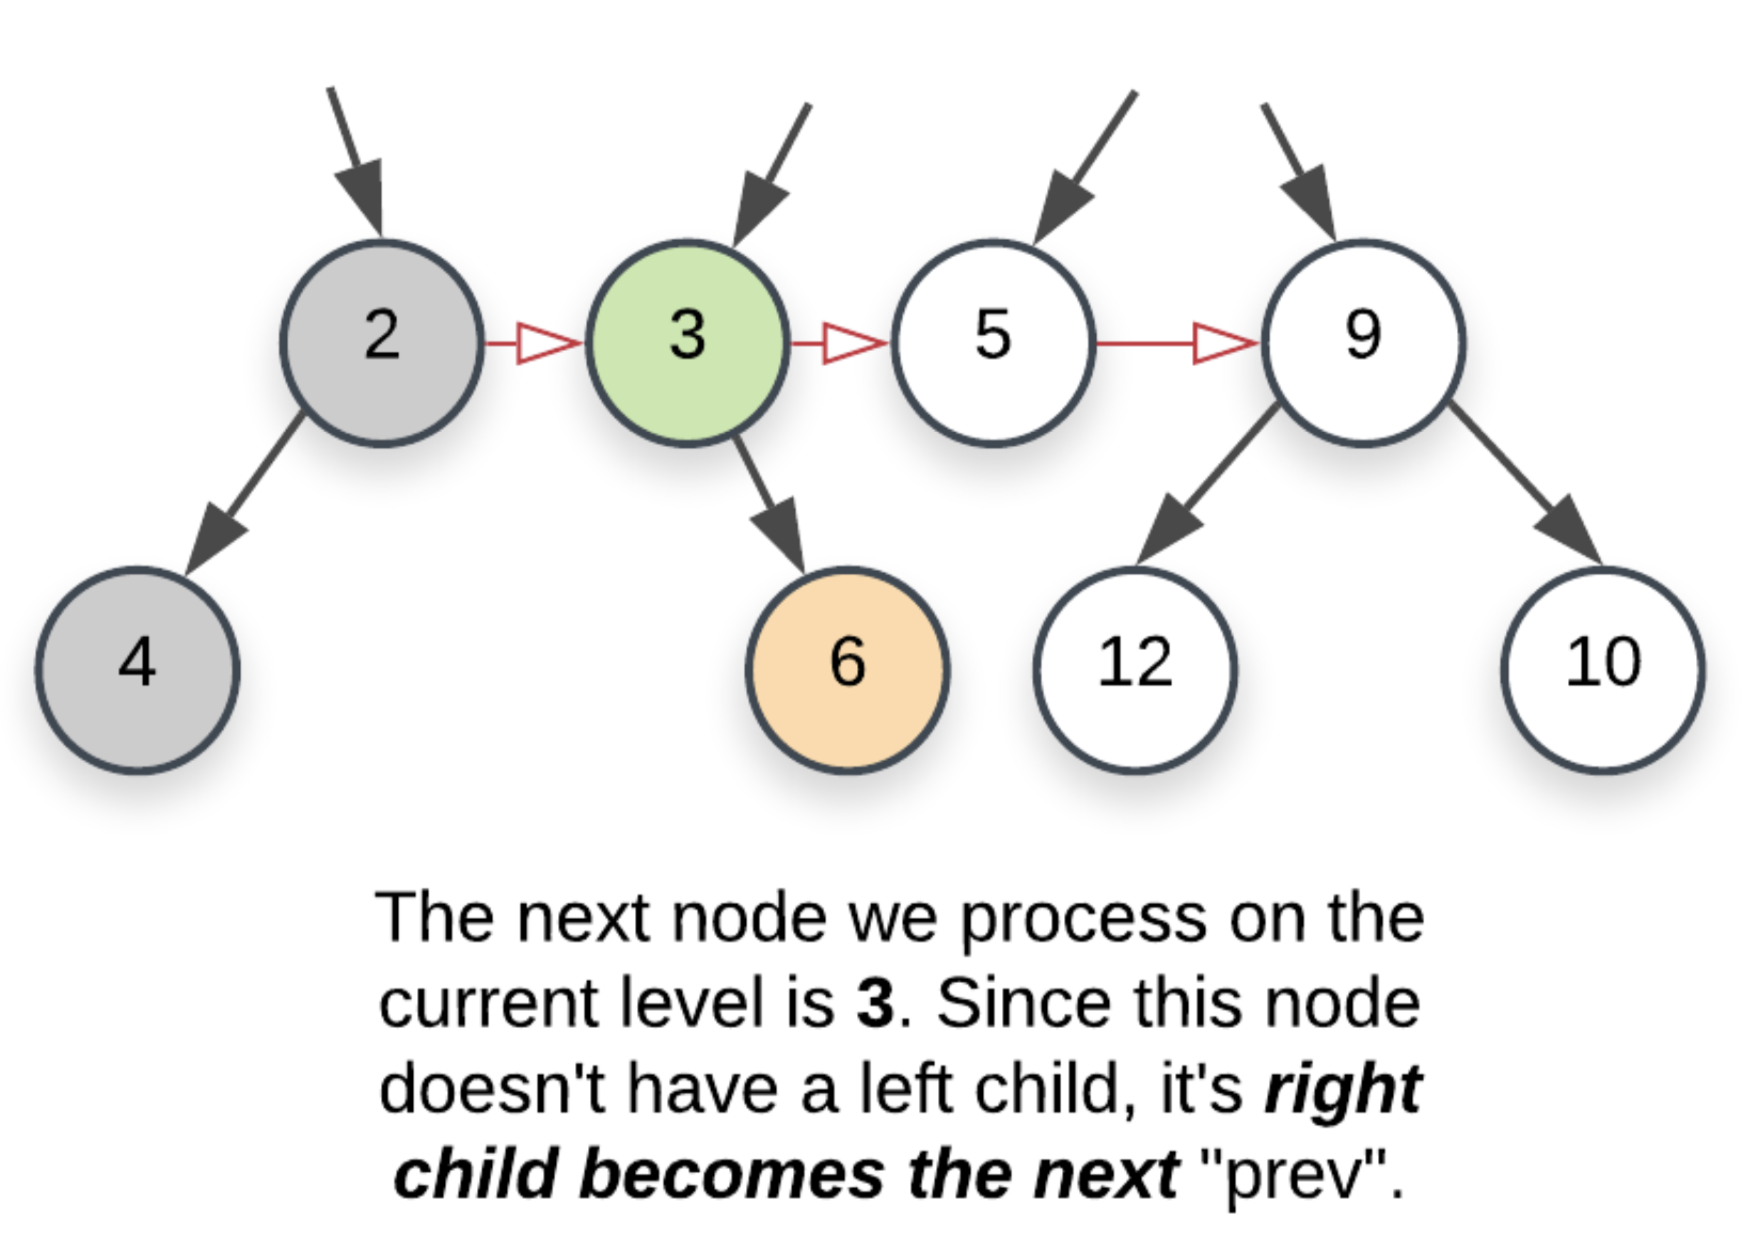 2 3 5 9
4 6 12 10
The next node we process on the
current level is 3. Since this node
doesn't have a left child, it's right
child becomes the next "prev".